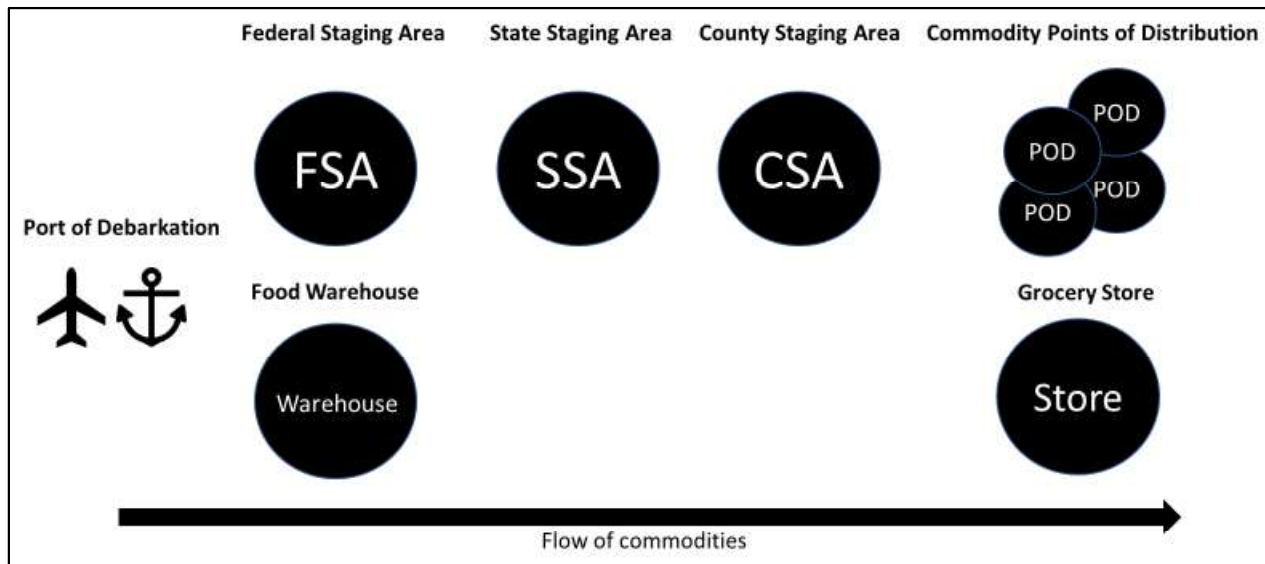 Federal Staging Area
State Staging Area
County Staging Area
Commodity Points of Distribution
FSA
SSA
CSA
POD
POD
POD
POD
Port of Debarkation
Food Warehouse
Grocery Store
Warehouse
Store
Flow of commodities